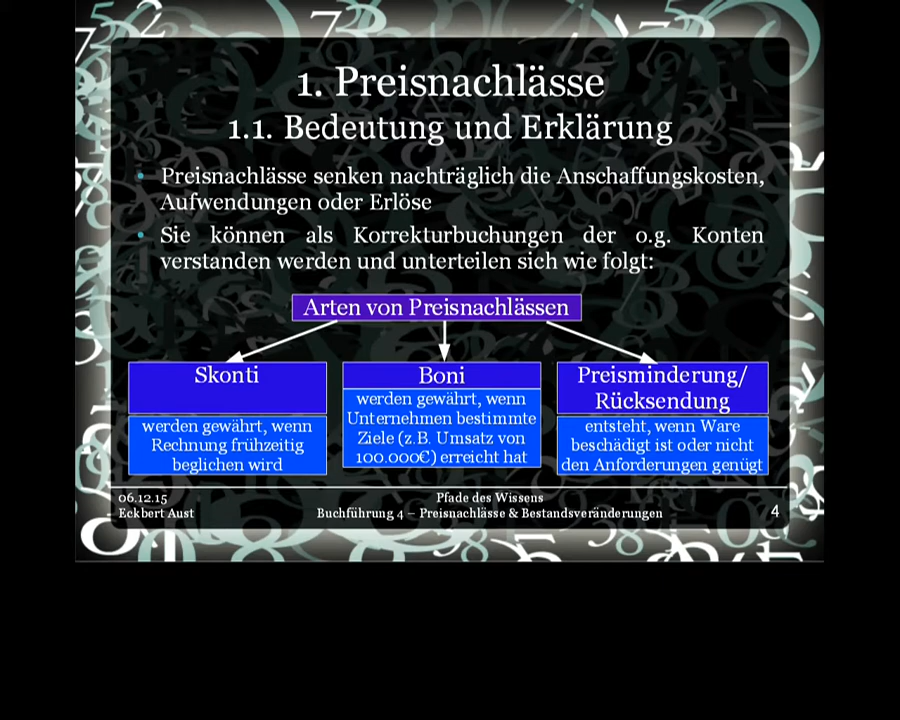 1. Preisnachlässe
1.1. Bedeutung und Erklärung
• Preisnachlässe senken nachträglich die Anschaffungskosten,
Aufwendungen oder Erlöse
• Sie können als Korrekturbuchungen der o.g. Konten
verstanden werden und unterteilen sich wie folgt:
Arten von Preisnachlässen
Skonti
werden gewährt, wenn
Rechnung frühzeitig
beglichen wird
Boni
werden gewährt, wenn
Unternehmen bestimmte
Ziele (z.B. Umsatz von
100.000€) erreicht hat
Preisminderung/
Rücksendung
entsteht, wenn Ware
beschädigt ist oder nicht
den Anforderungen genügt
06.12.15
Eckbert Aust
Pfade des Wissens
Buchführung 4 – Preisnachlässe & Bestandsveränderungen
4